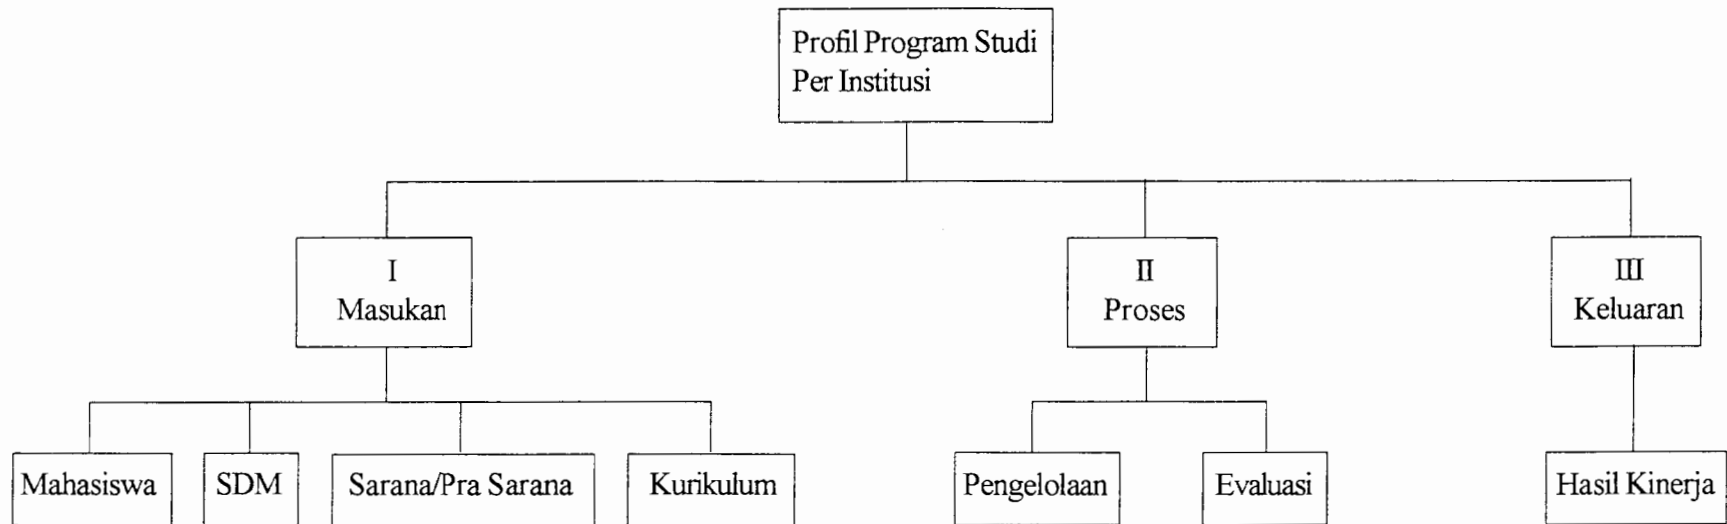 Profil Program Studi
Per Institusi
I
Masukan
II
Proses
III
Keluaran
Mahasiswa
SDM
Sarana/Pra Sarana
Kurikulum
Pengelolaan
Evaluasi
Hasil Kinerja